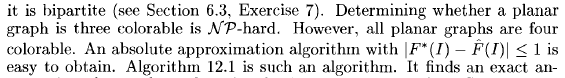 it is bipartite (see Section 6.3, Exercise 7). Determining whether a planar
graph is three colorable is NP-hard. However, all planar graphs are four
colorable. An absolute approximation algorithm with |F*(I) − F̂(I)| ≤ 1 is
easy to obtain. Algorithm 12.1 is such an algorithm. It finds an exact an-